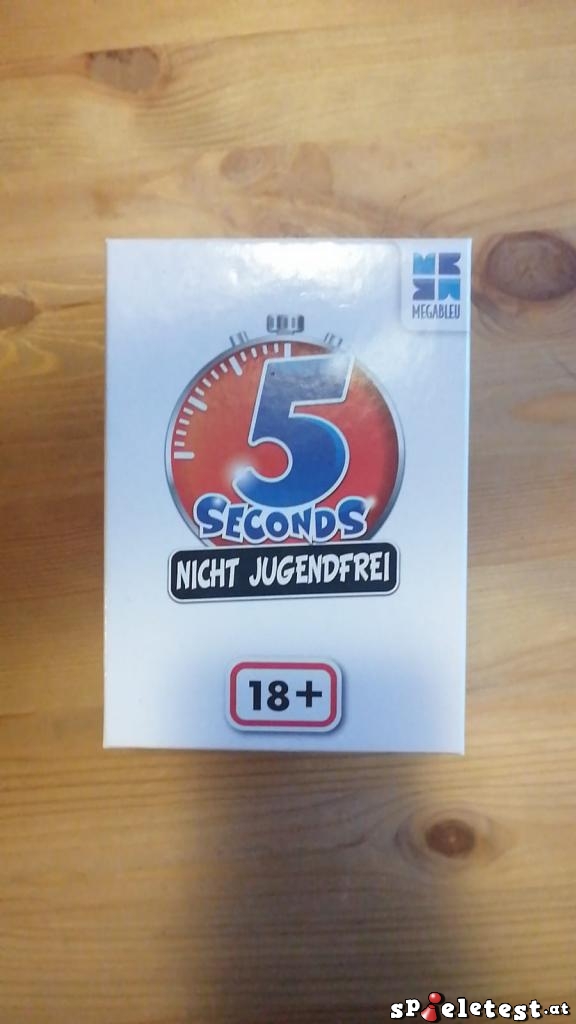 MEGABLEU
5
SECONDS
NICHT JUGENDFREI
18+
spieletest.at